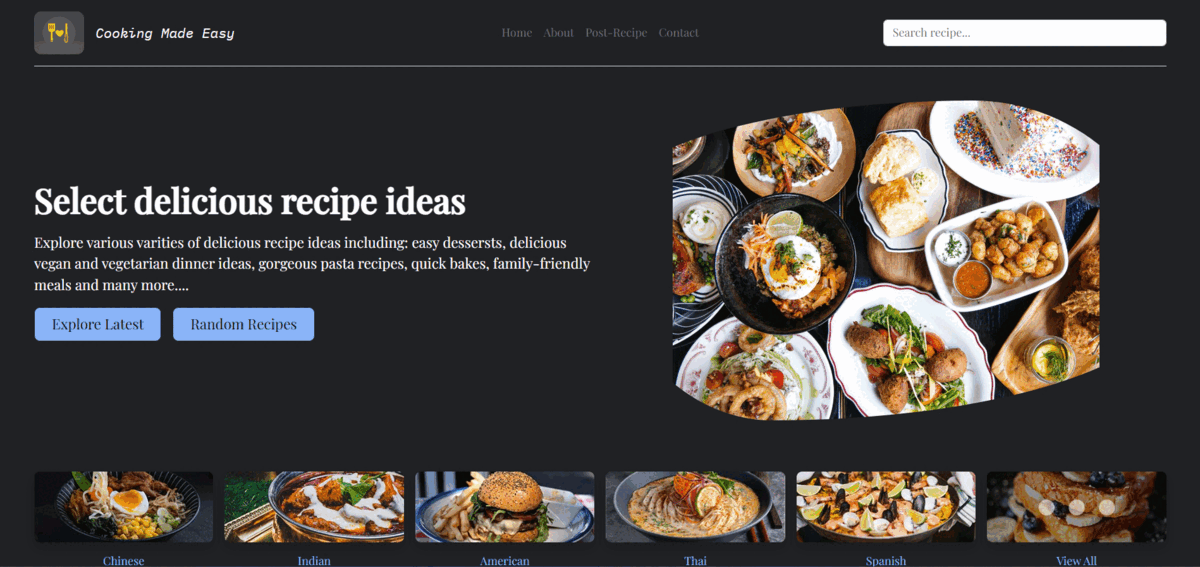 Cooking Made Easy
Home About Post-Recipe Contact
Search recipe...
Select delicious recipe ideas
Explore various varities of delicious recipe ideas including: easy dessersts, delicious
vegan and vegetarian dinner ideas, gorgeous pasta recipes, quick bakes, family-friendly
meals and many more....
Explore Latest
Random Recipes
Chinese
Indian
American
Thai
Spanish
View All